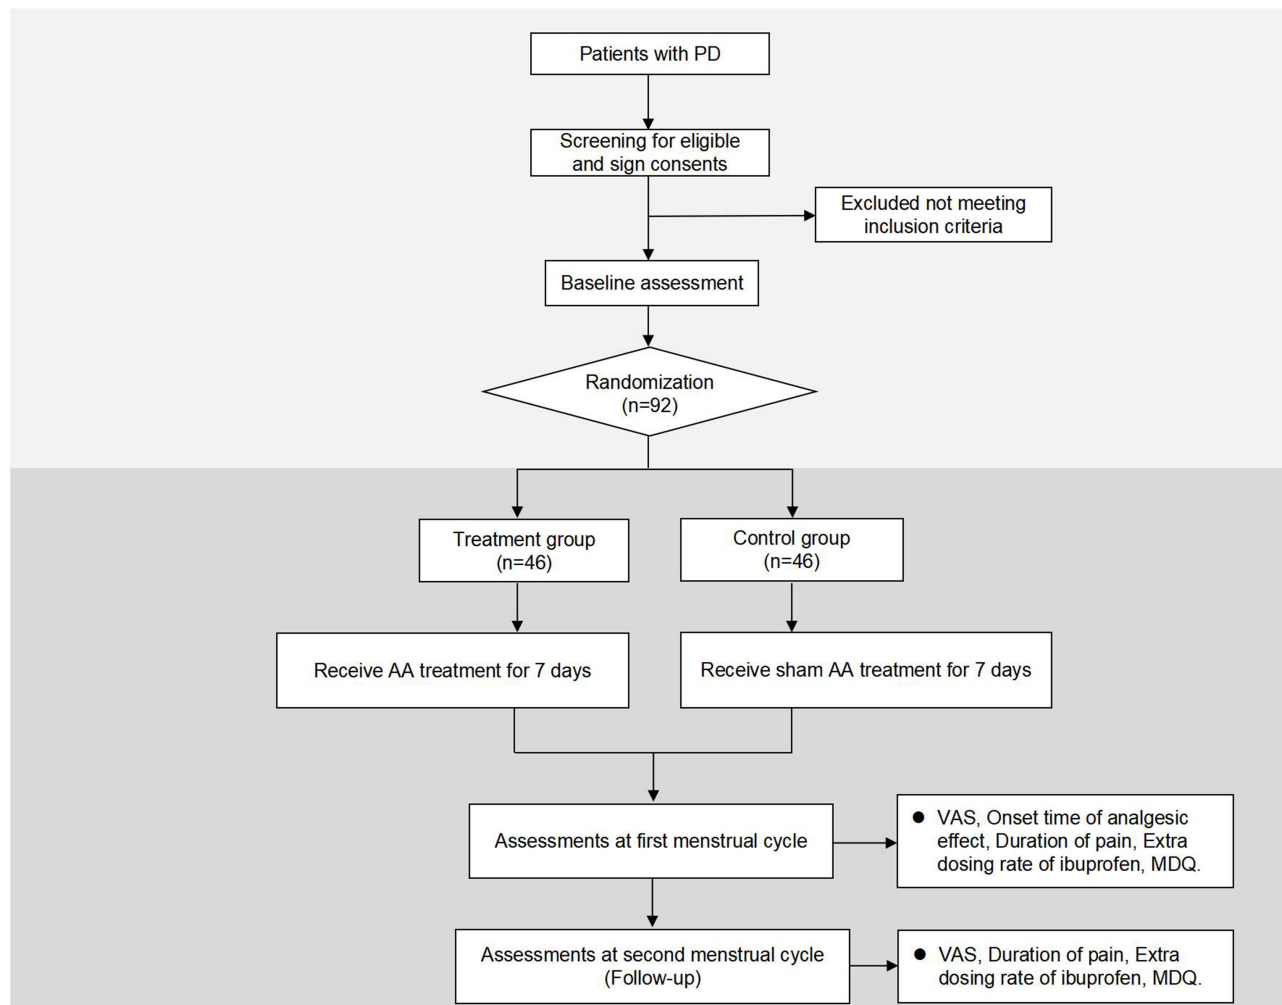 Patients with PD
Screening for eligible
and sign consents
Excluded not meeting
inclusion criteria
Baseline assessment
Randomization
(n=92)
Treatment group
(n=46)
Control group
(n=46)
Receive AA treatment for 7 days
Receive sham AA treatment for 7 days
Assessments at first menstrual cycle
● VAS, Onset time of analgesic
effect, Duration of pain, Extra
dosing rate of ibuprofen, MDQ.
Assessments at second menstrual cycle
(Follow-up)
● VAS, Duration of pain, Extra
dosing rate of ibuprofen, MDQ.